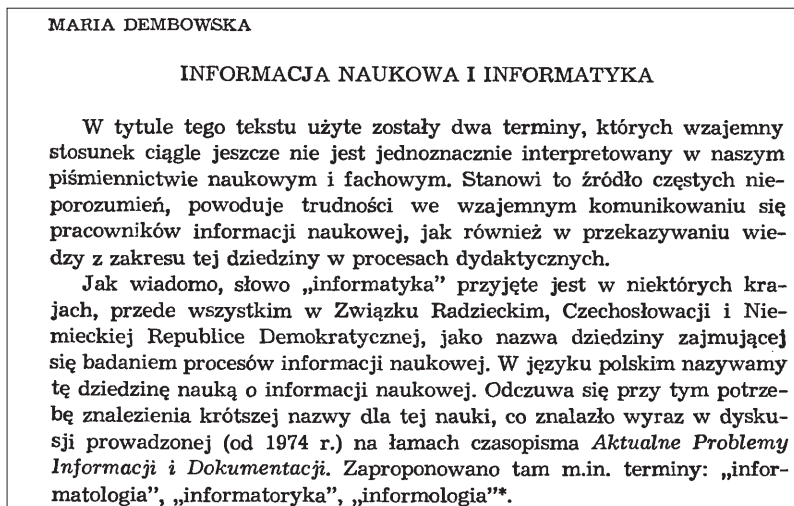 MARIA DEMBOWSKA
INFORMACJA NAUKOWA I INFORMATYKA
W tytule tego tekstu użyte zostały dwa terminy, których wzajemny
stosunek ciągle jeszcze nie jest jednoznacznie interpretowany w naszym
piśmiennictwie naukowym i fachowym. Stanowi to źródło częstych nie-
porozumień, powoduje trudności we wzajemnym komunikowaniu się
pracowników informacji naukowej, jak również w przekazywaniu wie-
dzy z zakresu tej dziedziny w procesach dydaktycznych.
Jak wiadomo, słowo „informatyka” przyjęte jest w niektórych kra-
jach, przede wszystkim w Związku Radzieckim, Czechosłowacji i Nie-
mieckiej Republice Demokratycznej, jako nazwa dziedziny zajmującej
się badaniem procesów informacji naukowej. W języku polskim nazywamy
tę dziedzinę nauką o informacji naukowej. Odczuwa się przy tym potrze-
bę znalezienia krótszej nazwy dla tej nauki, co znalazło wyraz w dysku-
sji prowadzonej (od 1974 r.) na łamach czasopisma Aktualne Problemy
Informacji i Dokumentacji. Zaproponowano tam m.in. terminy: „infor-
matologia”, „informatoryka”, „informologia”*.